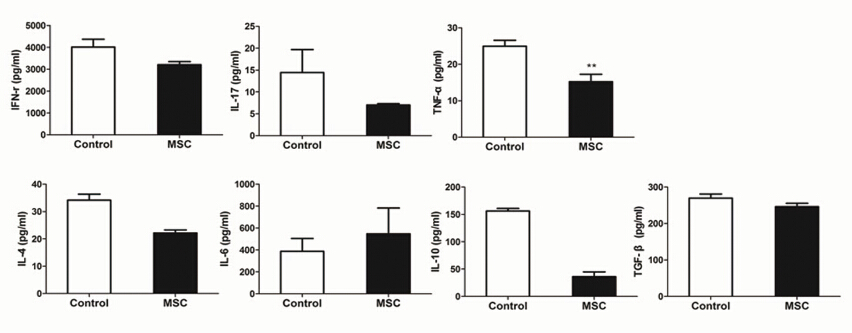 IFN-r (pg/ml)
5000
4000
3000
2000
1000
0
Control MSC
IL-17 (pg/ml)
25
20
15
10
5
0
Control MSC
TNF-α (pg/ml)
30
20
10
0
**
Control MSC
IL-4 (pg/ml)
40
30
20
10
0
Control MSC
IL-6 (pg/ml)
1000
800
600
400
200
0
Control MSC
IL-10 (pg/ml)
150
200
100
50
0
Control MSC
TGF-β (pg/ml)
300
200
100
0
Control MSC